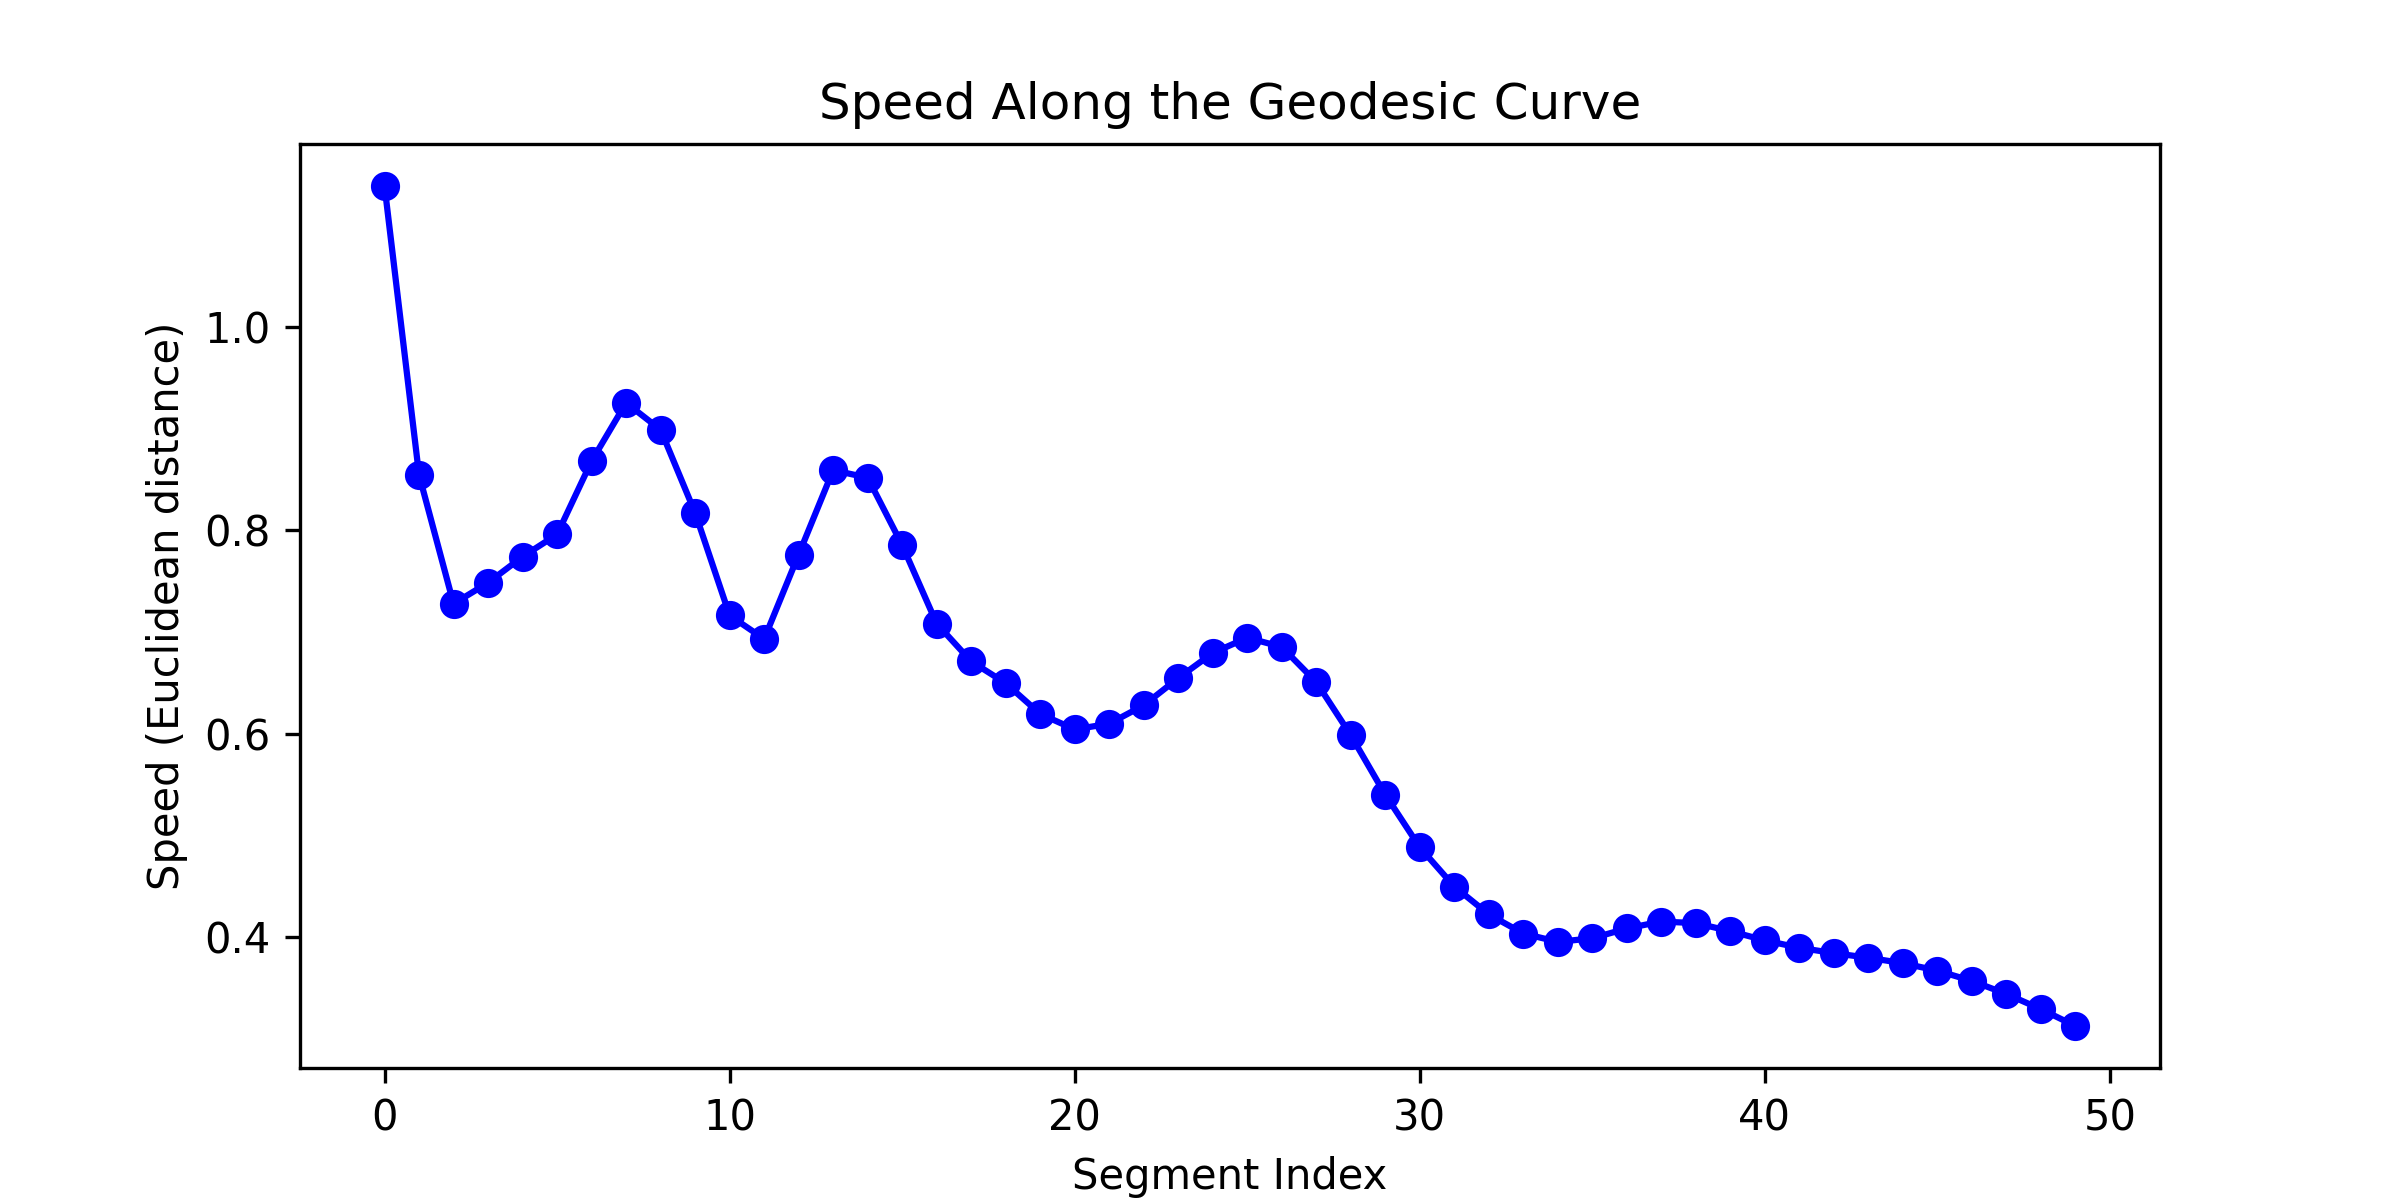 Speed Along the Geodesic Curve
Speed (Euclidean distance)
1.0
0.8
0.6
0.4
0 10 20 30 40 50
Segment Index